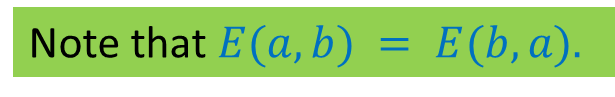 Note that E(a, b) = E(b, a).